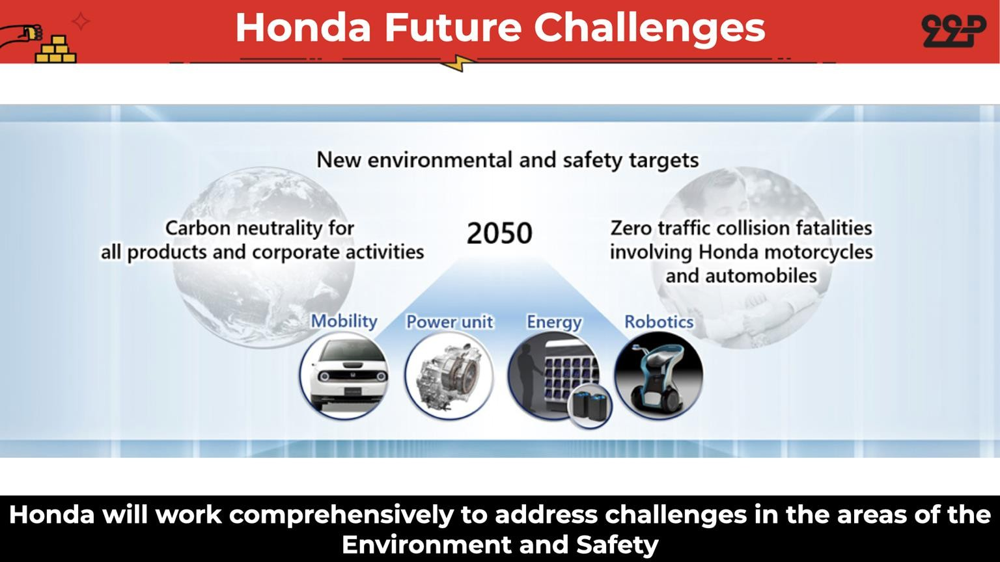 Honda Future Challenges
99P
New environmental and safety targets
Carbon neutrality for
all products and corporate activities
2050
Zero traffic collision fatalities
involving Honda motorcycles
and automobiles
Mobility
Power unit
Energy
Robotics
Honda will work comprehensively to address challenges in the areas of the
Environment and Safety